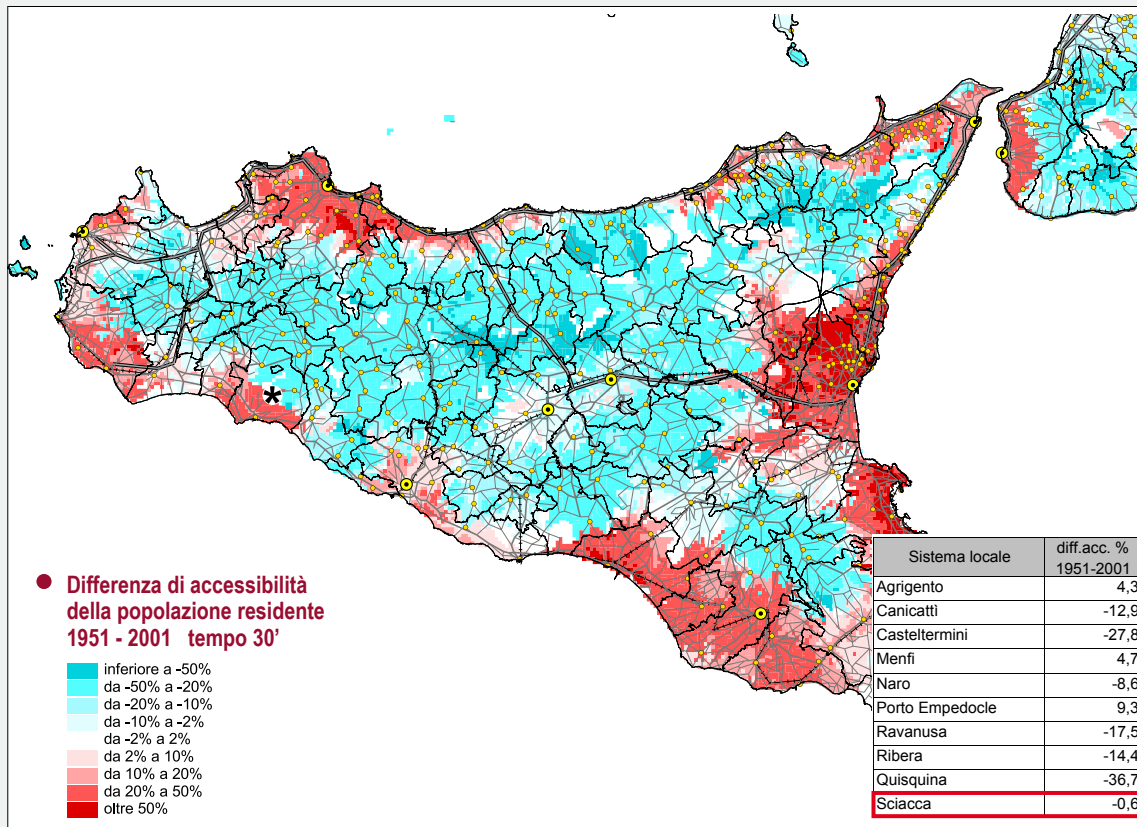 Differenza di accessibilità
della popolazione residente
1951 - 2001 tempo 30'
inferiore a -50%
da -50% a -20%
da -20% a -10%
da -10% a -2%
da -2% a 2%
da 2% a 10%
da 10% a 20%
da 20% a 50%
oltre 50%
Sistema locale diff.acc. %
1951-2001
Agrigento 4,3
Canicattì -12,9
Casteltermini -27,8
Menfi 4,7
Naro -8,6
Porto Empedocle 9,3
Ravanusa -17,5
Ribera -14,4
Quisquina -36,7
Sciacca -0,6